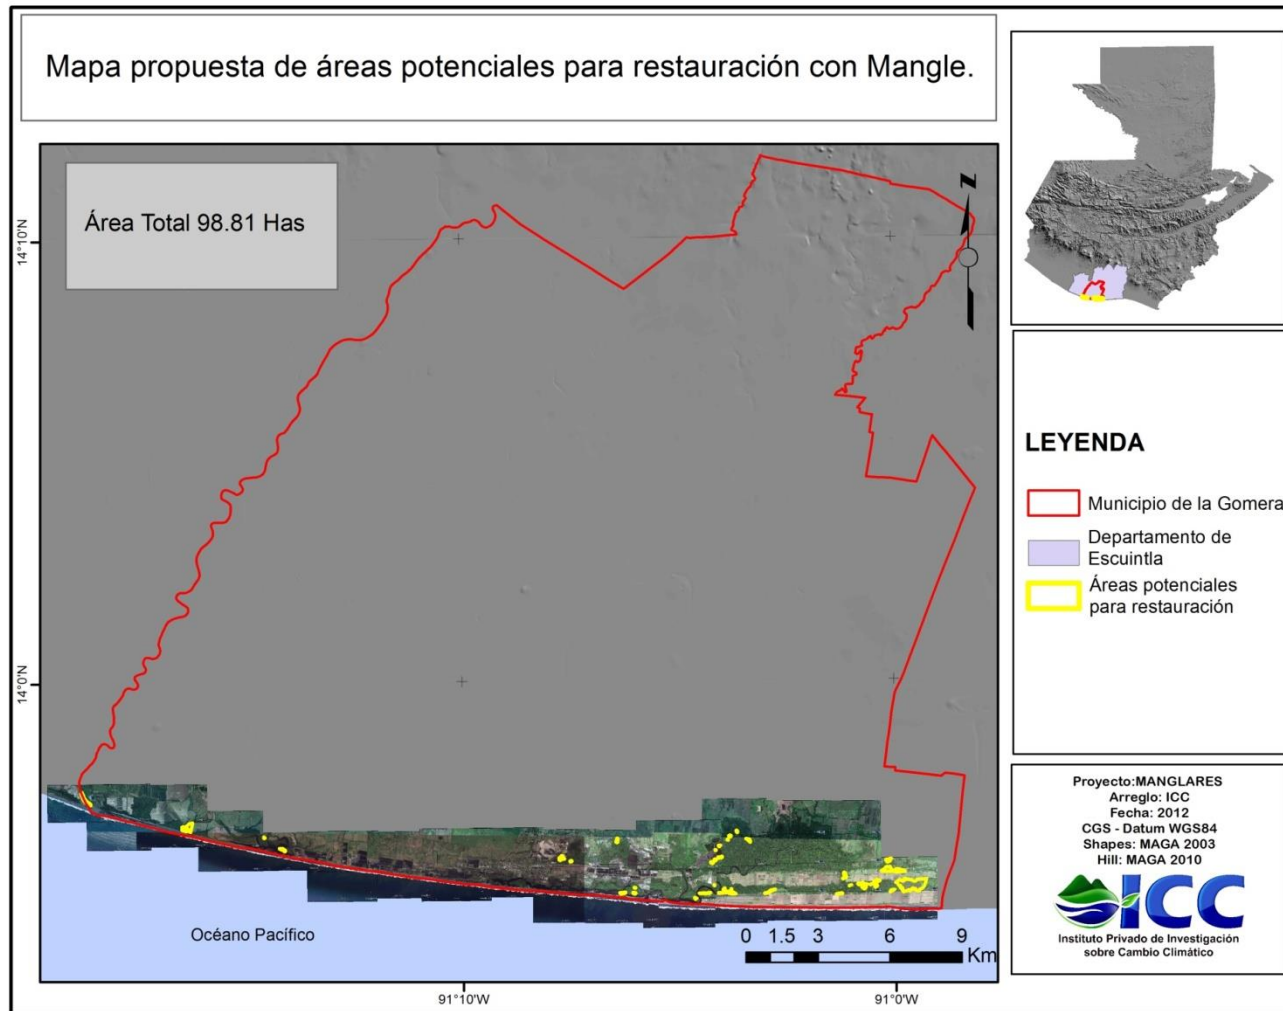 Mapa propuesta de áreas potenciales para restauración con Mangle.
Área Total 98.81 Has
z
14°10'N
14°0'N
Océano Pacífico
0 1.5 3 6 9
Km
91°10'W
91°0'W
LEYENDA
Municipio de la Gomera
Departamento de
Escuintla
Áreas potenciales
para restauración
Proyecto:MANGLARES
Arreglo: ICC
Fecha: 2012
CGS - Datum WGS84
Shapes: MAGA 2003
Hill: MAGA 2010
ICC
Instituto Privado de Investigación
sobre Cambio Climático